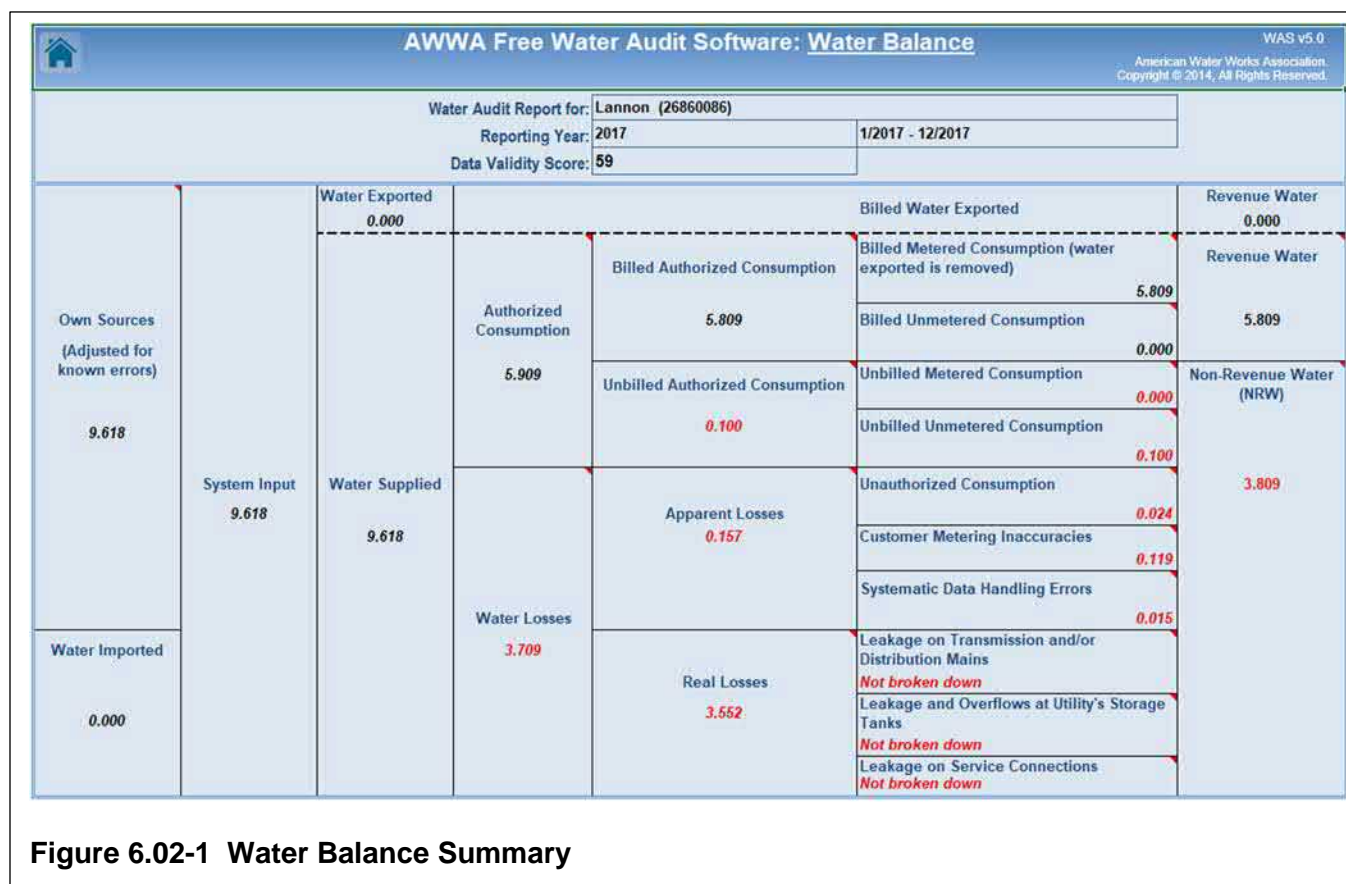 AWWA Free Water Audit Software: Water Balance
WAS v5.0
American Water Works Association.
Copyright © 2014, All Rights Reserved.
Water Audit Report for: Lannon (26860086)
Reporting Year: 2017 1/2017 - 12/2017
Data Validity Score: 59
Own Sources
(Adjusted for
known errors)
9.618
Water Imported
0.000
System Input
9.618
Water Exported
0.000
Water Supplied
9.618
Authorized
Consumption
5.909
Water Losses
3.709
Billed Authorized Consumption
5.809
Unbilled Authorized Consumption
0.100
Apparent Losses
0.157
Real Losses
3.552
Billed Water Exported
Billed Metered Consumption (water
exported is removed)
5.809
Billed Unmetered Consumption
0.000
Unbilled Metered Consumption
0.000
Unbilled Unmetered Consumption
0.100
Unauthorized Consumption
0.024
Customer Metering Inaccuracies
0.119
Systematic Data Handling Errors
0.015
Leakage on Transmission and/or
Distribution Mains
Not broken down
Leakage and Overflows at Utility's Storage
Tanks
Not broken down
Leakage on Service Connections
Not broken down
Revenue Water
0.000
Revenue Water
5.809
Non-Revenue Water
(NRW)
3.809
Figure 6.02-1 Water Balance Summary